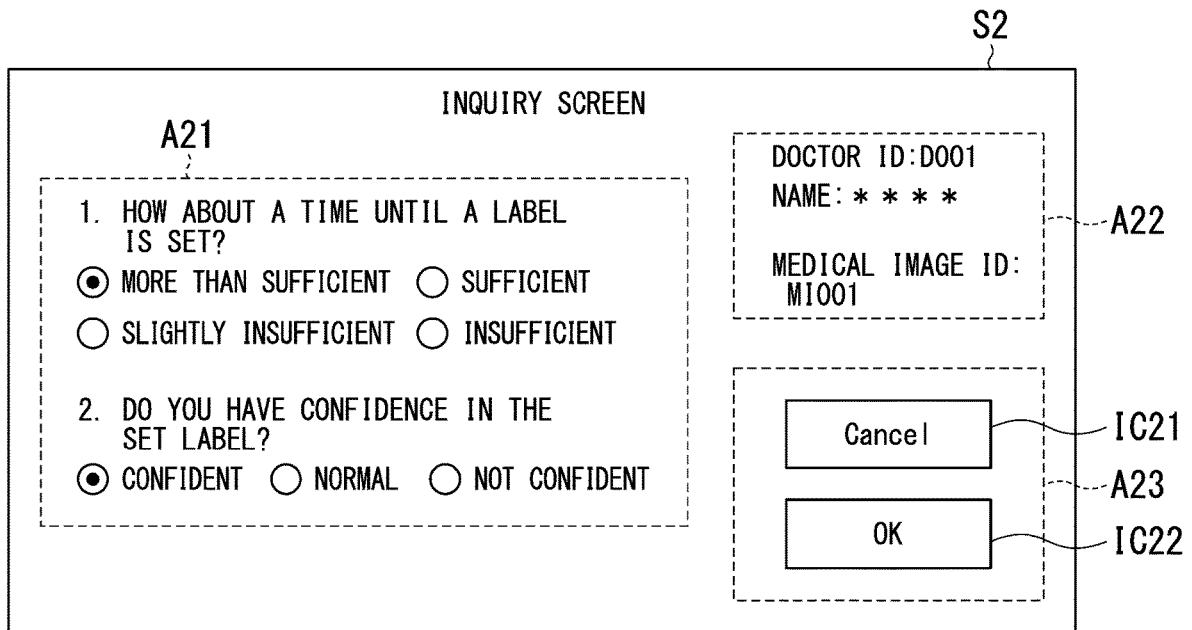 S2
INQUIRY SCREEN
A21
1. HOW ABOUT A TIME UNTIL A LABEL
IS SET?
MORE THAN SUFFICIENT SUFFICIENT
SLIGHTLY INSUFFICIENT INSUFFICIENT
2. DO YOU HAVE CONFIDENCE IN THE
SET LABEL?
CONFIDENT NORMAL NOT CONFIDENT
DOCTOR ID:D001
NAME:＊＊＊＊
MEDICAL IMAGE ID:
MI001
A22
Cancel
IC21
A23
OK
IC22